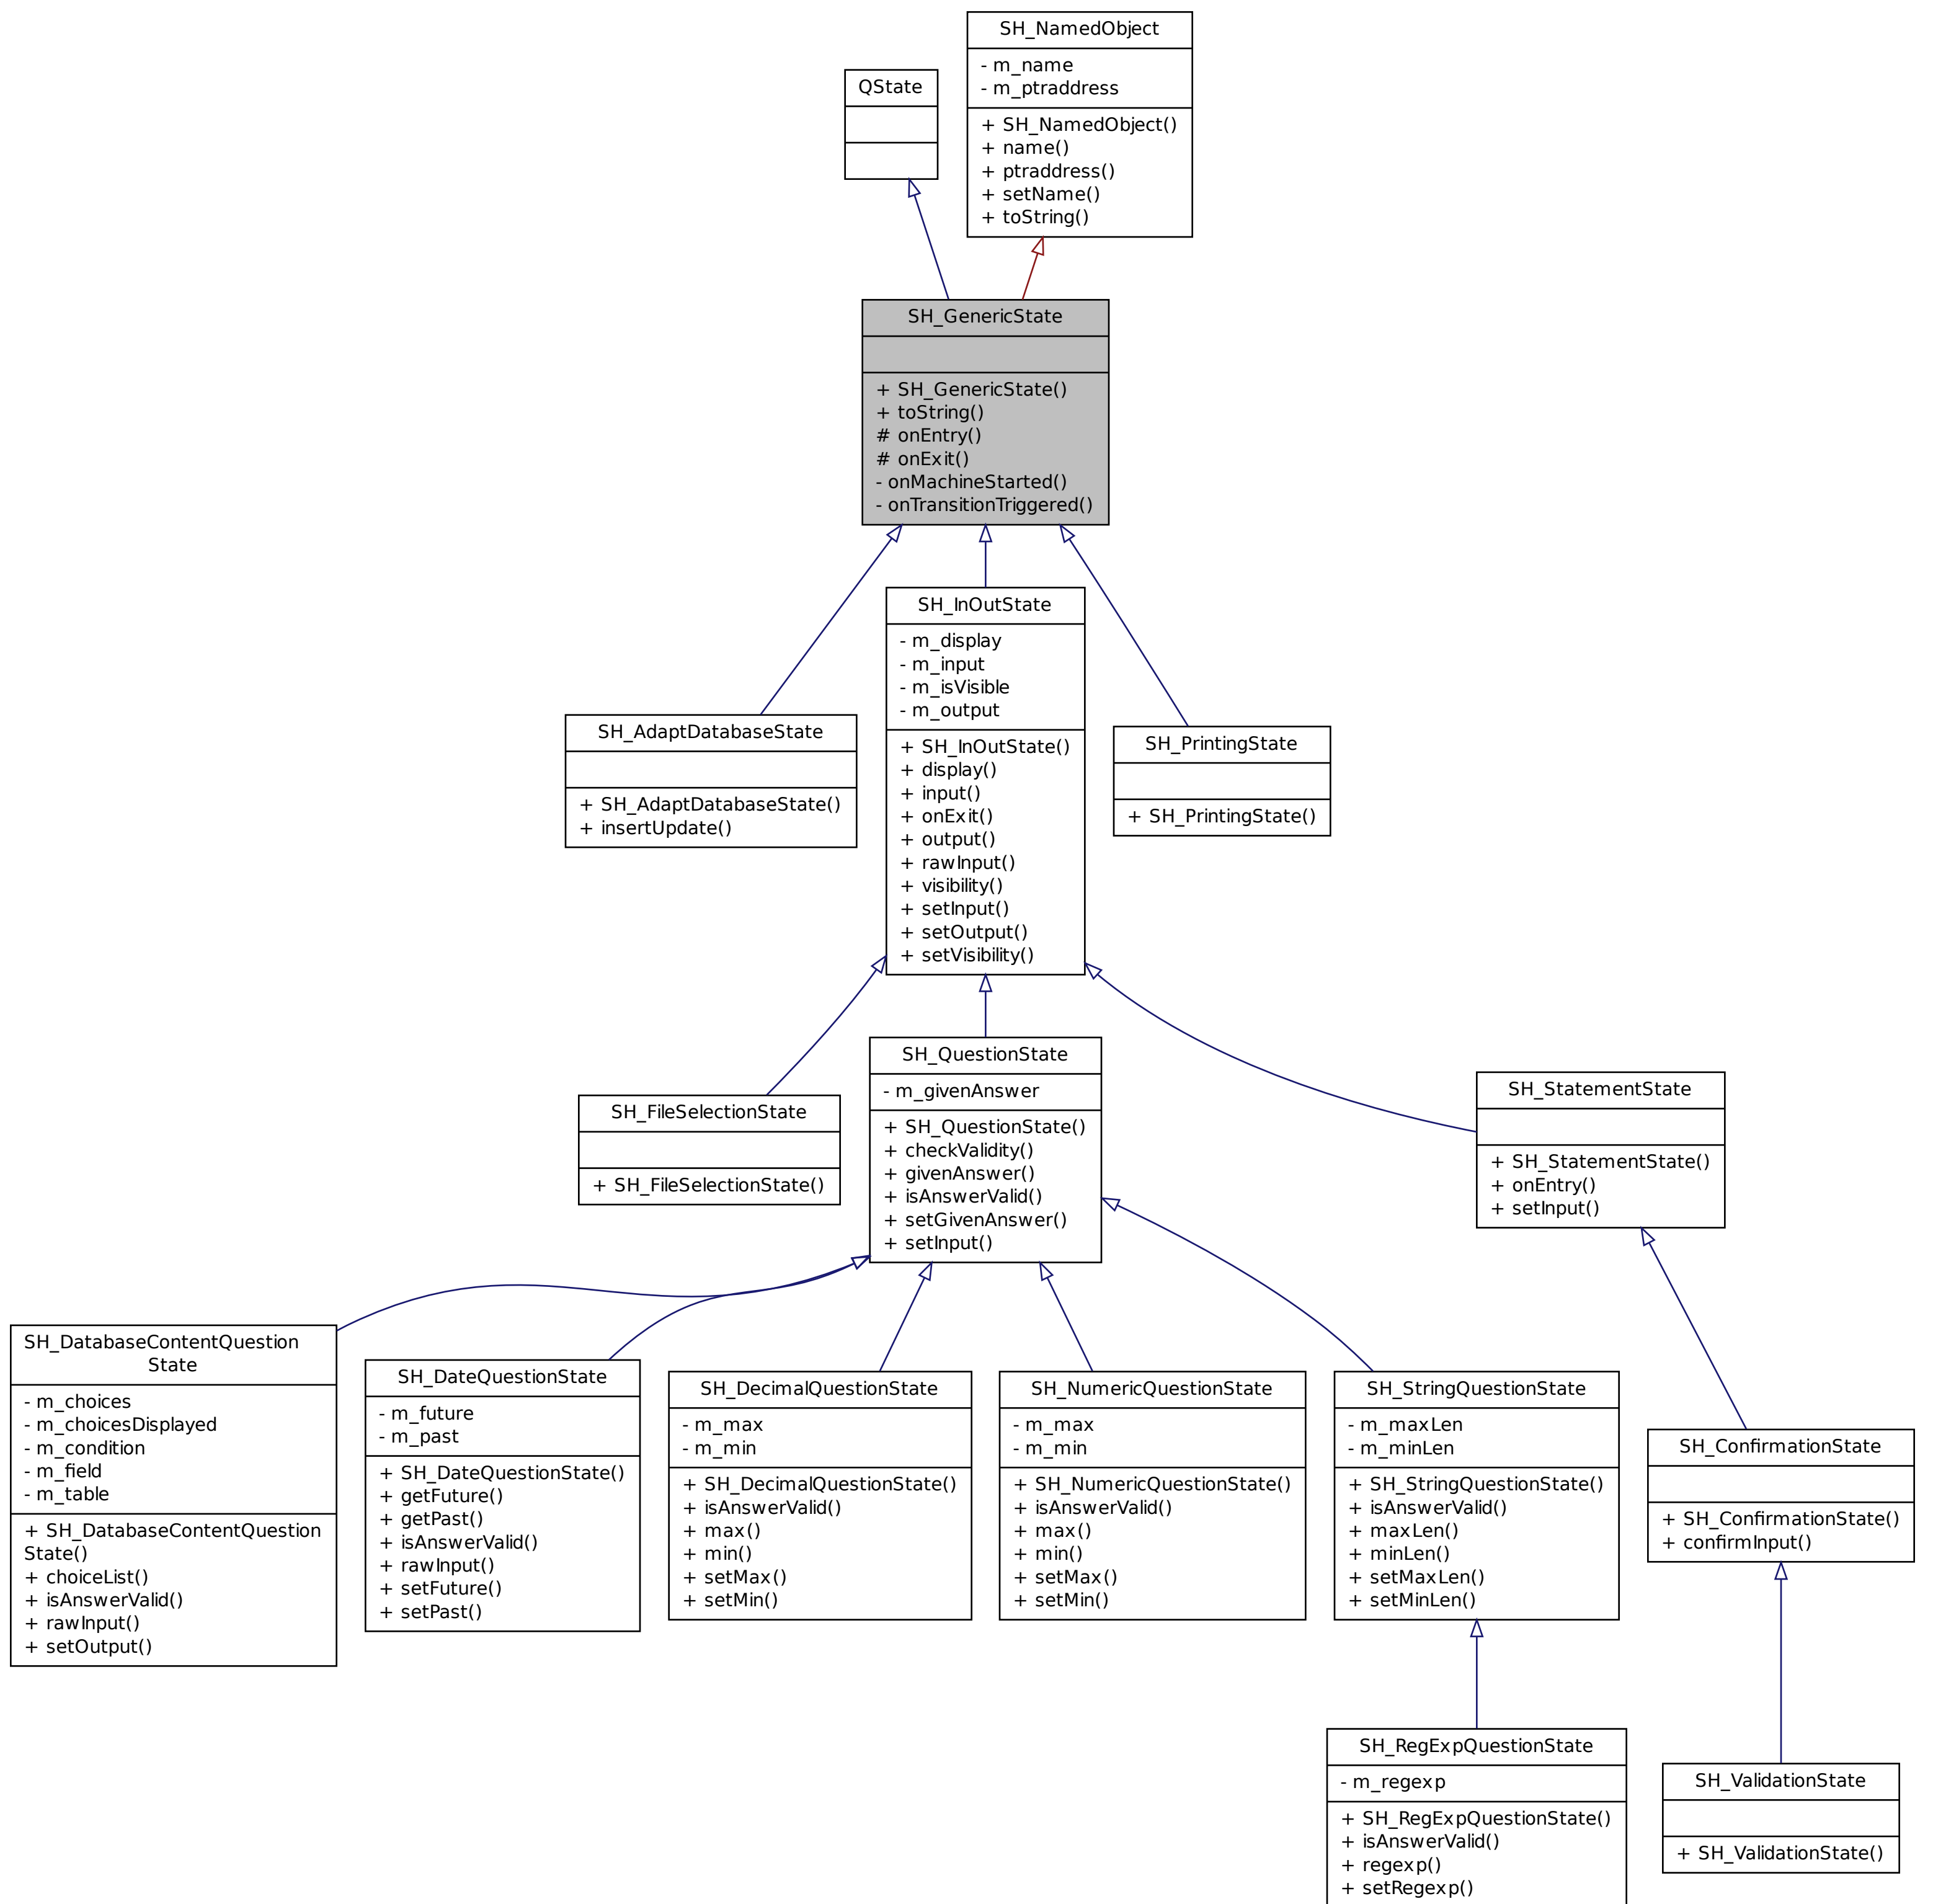 SH_NamedObject
- m_name
- m_ptraddress
+ SH_NamedObject()
+ name()
+ ptraddress()
+ setName()
+ toString()
QState
SH_GenericState
+ SH_GenericState()
+ toString()
# onEntry()
# onExit()
- onMachineStarted()
- onTransitionTriggered()
SH_InOutState
- m_display
- m_input
- m_isVisible
- m_output
+ SH_InOutState()
+ display()
+ input()
+ onExit()
+ output()
+ rawInput()
+ visibility()
+ setInput()
+ setOutput()
+ setVisibility()
SH_AdaptDatabaseState
+ SH_AdaptDatabaseState()
+ insertUpdate()
SH_PrintingState
+ SH_PrintingState()
SH_QuestionState
- m_givenAnswer
+ SH_QuestionState()
+ checkValidity()
+ givenAnswer()
+ isAnswerValid()
+ setGivenAnswer()
+ setInput()
SH_FileSelectionState
+ SH_FileSelectionState()
SH_StatementState
+ SH_StatementState()
+ onEntry()
+ setInput()
SH_DatabaseContentQuestion
State
- m_choices
- m_choicesDisplayed
- m_condition
- m_field
- m_table
+ SH_DatabaseContentQuestion
State()
+ choiceList()
+ isAnswerValid()
+ rawInput()
+ setOutput()
SH_DateQuestionState
- m_future
- m_past
+ SH_DateQuestionState()
+ getFuture()
+ getPast()
+ isAnswerValid()
+ rawInput()
+ setFuture()
+ setPast()
SH_DecimalQuestionState
- m_max
- m_min
+ SH_DecimalQuestionState()
+ isAnswerValid()
+ max()
+ min()
+ setMax()
+ setMin()
SH_NumericQuestionState
- m_max
- m_min
+ SH_NumericQuestionState()
+ isAnswerValid()
+ max()
+ min()
+ setMax()
+ setMin()
SH_StringQuestionState
- m_maxLen
- m_minLen
+ SH_StringQuestionState()
+ isAnswerValid()
+ maxLen()
+ minLen()
+ setMaxLen()
+ setMinLen()
SH_ConfirmationState
+ SH_ConfirmationState()
+ confirmInput()
SH_RegExpQuestionState
- m_regexp
+ SH_RegExpQuestionState()
+ isAnswerValid()
+ regexp()
+ setRegexp()
SH_ValidationState
+ SH_ValidationState()